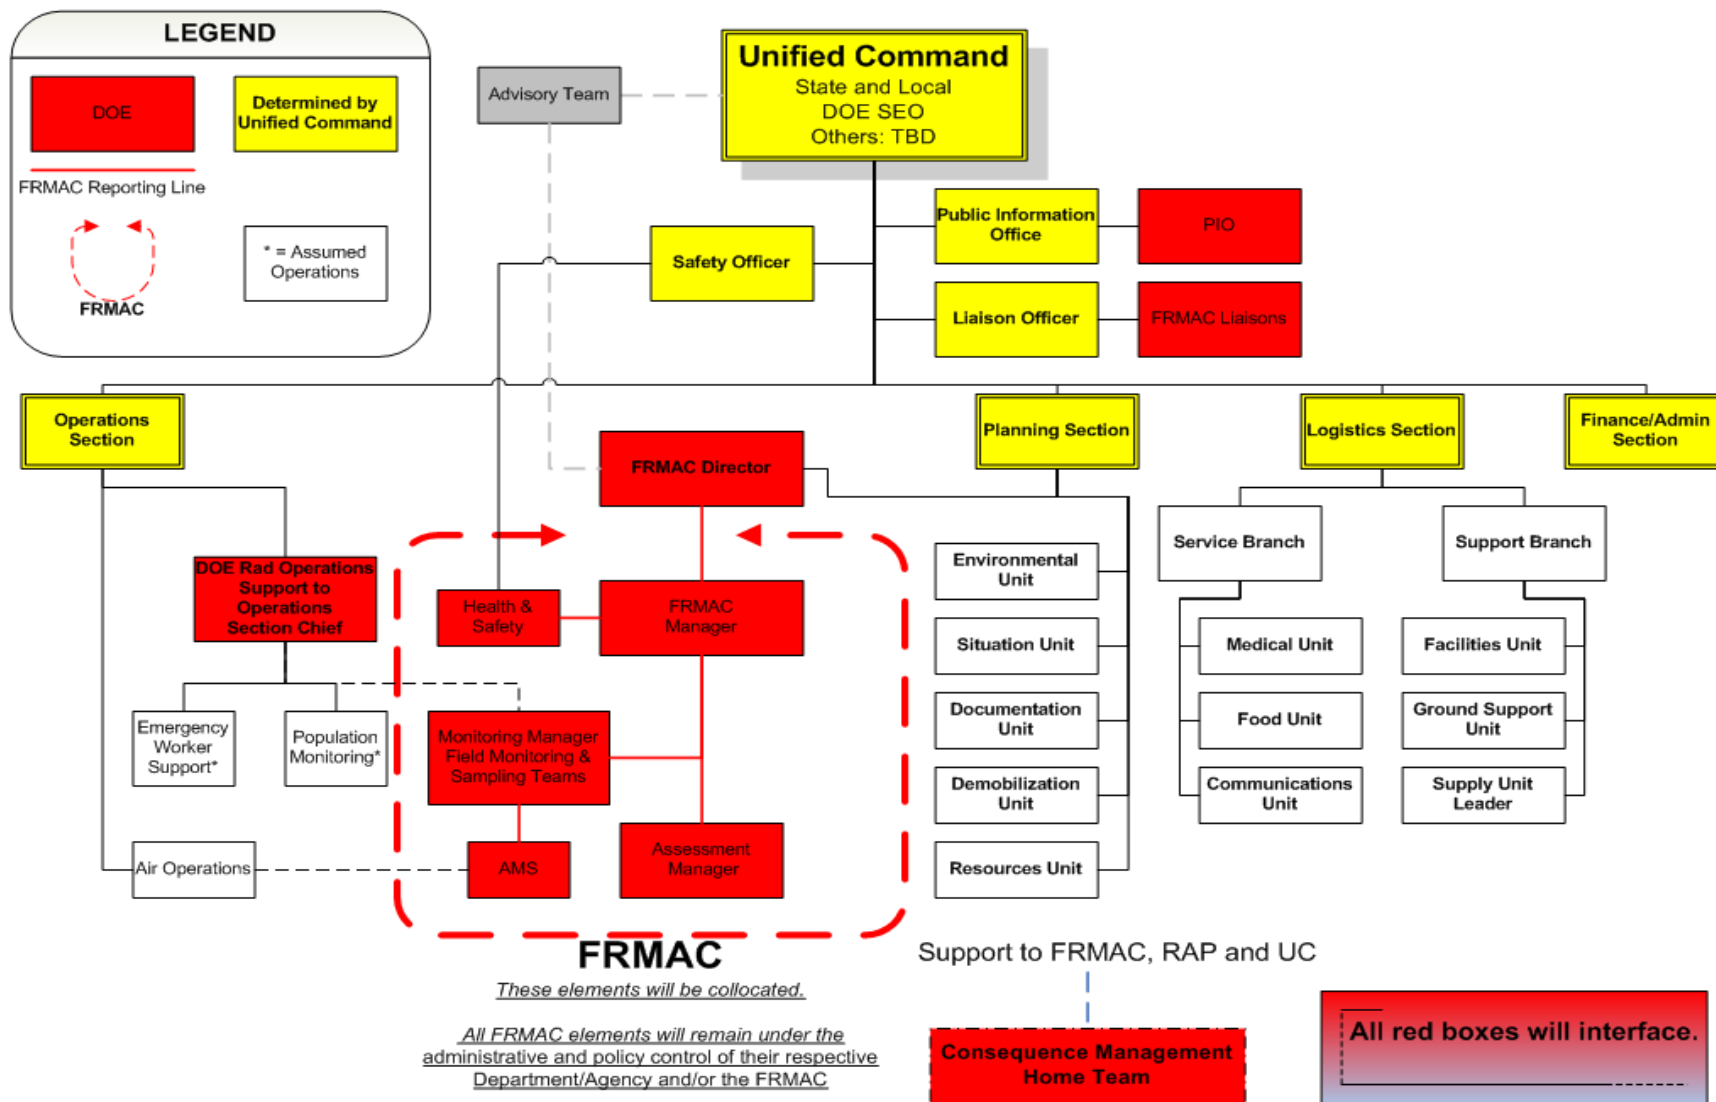 LEGEND
DOE
Determined by
Unified Command
FRMAC Reporting Line
FRMAC
* = Assumed
Operations
Advisory Team
Unified Command
State and Local
DOE SEO
Others: TBD
Public Information
Office
PIO
Safety Officer
Liaison Officer
FRMAC Liaisons
Operations
Section
Planning Section
Logistics Section
Finance/Admin
Section
FRMAC Director
DOE Rad Operations
Support to
Operations
Section Chief
Health &
Safety
FRMAC
Manager
Environmental
Unit
Service Branch
Support Branch
Situation Unit
Medical Unit
Facilities Unit
Emergency
Worker
Support*
Population
Monitoring*
Monitoring Manager
Field Monitoring &
Sampling Teams
Documentation
Unit
Food Unit
Ground Support
Unit
Demobilization
Unit
Communications
Unit
Supply Unit
Leader
Air Operations
AMS
Assessment
Manager
Resources Unit
FRMAC
These elements will be collocated.
All FRMAC elements will remain under the
administrative and policy control of their respective
Department/Agency and/or the FRMAC
Support to FRMAC, RAP and UC
Consequence Management
Home Team
All red boxes will interface.